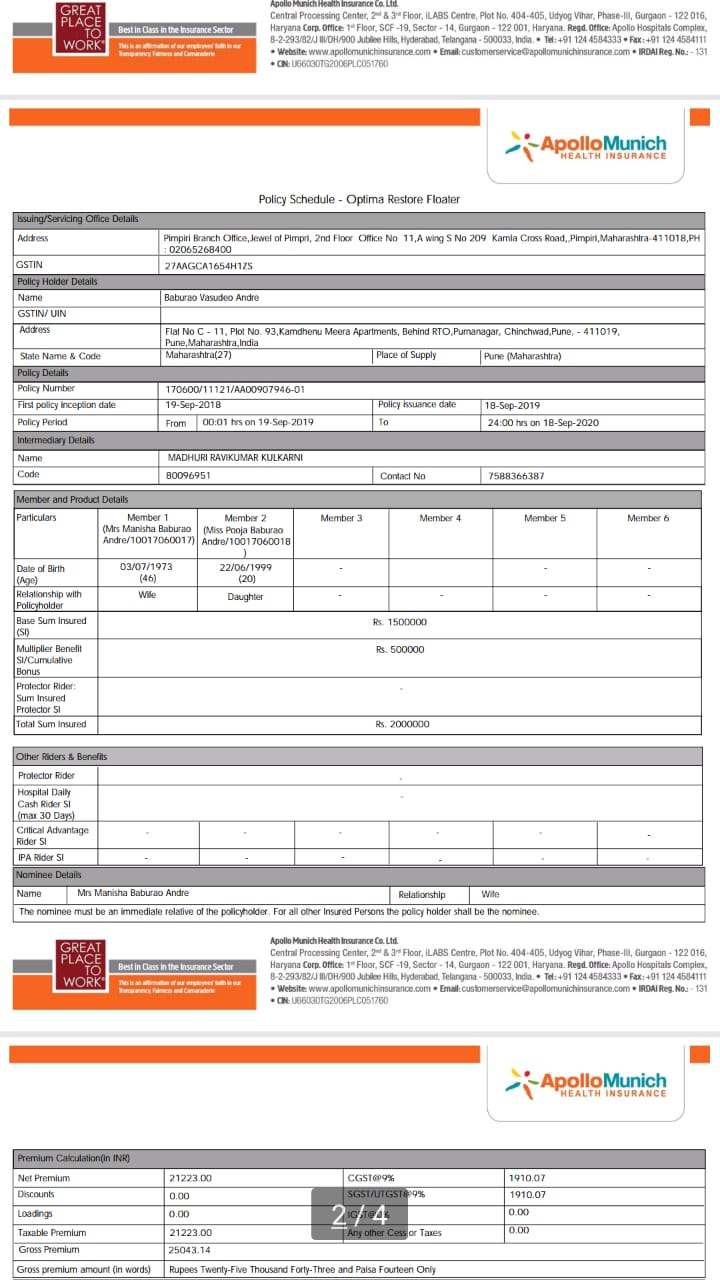 GREAT
PLACE
TO
WORK®
Best in Class in the Insurance Sector
This is an affirmation of our employees' faith in our
Transparency, Fairness and Camaraderie
Apollo Munich Health Insurance Co. Ltd.
Central Processing Center, 2nd & 3rd Floor, iLABS Centre, Plot No. 404-405, Udyog Vihar, Phase-III, Gurgaon - 122 016,
Haryana Corp. Office: 1st Floor, SCF -19, Sector - 14, Gurgaon - 122 001, Haryana. Regd. Office: Apollo Hospitals Complex,
8-2-293/82/J III/DH/900 Jubilee Hills, Hyderabad, Telangana - 500033, India. • Tel: +91 124 4584333 • Fax: +91 124 4584111
• Website: www.apollomunichinsurance.com • Email: customerservice@apollomunichinsurance.com • IRDAI Reg. No.: - 131
• CIN: U66030TG2006PLC051760
ApolloMunich
HEALTH INSURANCE
Policy Schedule - Optima Restore Floater
Issuing/Servicing Office Details
Address Pimpiri Branch Office,Jewel of Pimpri, 2nd Floor Office No 11,A wing S No 209 Kamla Cross Road,,Pimpiri,Maharashtra-411018,PH
: 02065268400
GSTIN 27AAGCA1654H1ZS
Policy Holder Details
Name Baburao Vasudeo Andre
GSTIN/ UIN
Address Flat No C - 11, Plot No. 93,Kamdhenu Meera Apartments, Behind RTO,Purnanagar, Chinchwad,Pune, - 411019,
Pune,Maharashtra,India
State Name & Code Maharashtra(27) Place of Supply Pune (Maharashtra)
Policy Details
Policy Number 170600/11121/AA00907946-01
First policy inception date 19-Sep-2018 Policy issuance date 18-Sep-2019
Policy Period From 00:01 hrs on 19-Sep-2019 To 24:00 hrs on 18-Sep-2020
Intermediary Details
Name MADHURI RAVIKUMAR KULKARNI
Code 80096951 Contact No 7588366387
Member and Product Details
Particulars Member 1 Member 2 Member 3 Member 4 Member 5 Member 6
(Mrs Manisha Baburao (Miss Pooja Baburao
Andre/10017060017) Andre/10017060018
)
Date of Birth 03/07/1973 22/06/1999 - - -
(Age) (46) (20)
Relationship with Wife Daughter - - - -
Policyholder
Base Sum Insured Rs. 1500000
(SI)
Multiplier Benefit Rs. 500000
SI/Cumulative
Bonus
Protector Rider: -
Sum Insured
Protector SI
Total Sum Insured Rs. 2000000
Other Riders & Benefits
Protector Rider -
Hospital Daily -
Cash Rider SI
(max 30 Days)
Critical Advantage - - - - - -
Rider SI
IPA Rider SI - - - - - -
Nominee Details
Name Mrs Manisha Baburao Andre Relationship Wife
The nominee must be an immediate relative of the policyholder. For all other Insured Persons the policy holder shall be the nominee.
GREAT
PLACE
TO
WORK®
Best in Class in the Insurance Sector
This is an affirmation of our employees' faith in our
Transparency, Fairness and Camaraderie
Apollo Munich Health Insurance Co. Ltd.
Central Processing Center, 2nd & 3rd Floor, iLABS Centre, Plot No. 404-405, Udyog Vihar, Phase-III, Gurgaon - 122 016,
Haryana Corp. Office: 1st Floor, SCF -19, Sector - 14, Gurgaon - 122 001, Haryana. Regd. Office: Apollo Hospitals Complex,
8-2-293/82/J III/DH/900 Jubilee Hills, Hyderabad, Telangana - 500033, India. • Tel: +91 124 4584333 • Fax: +91 124 4584111
• Website: www.apollomunichinsurance.com • Email: customerservice@apollomunichinsurance.com • IRDAI Reg. No.: - 131
• CIN: U66030TG2006PLC051760
ApolloMunich
HEALTH INSURANCE
Premium Calculation(in INR)
Net Premium 21223.00 CGST@9% 1910.07
Discounts 0.00 SGST/UTGST@9% 1910.07
Loadings 0.00 0.00
2 / 4
Taxable Premium 21223.00 Any other Cess or Taxes 0.00
Gross Premium 25043.14
Gross premium amount (in words) Rupees Twenty-Five Thousand Forty-Three and Paisa Fourteen Only